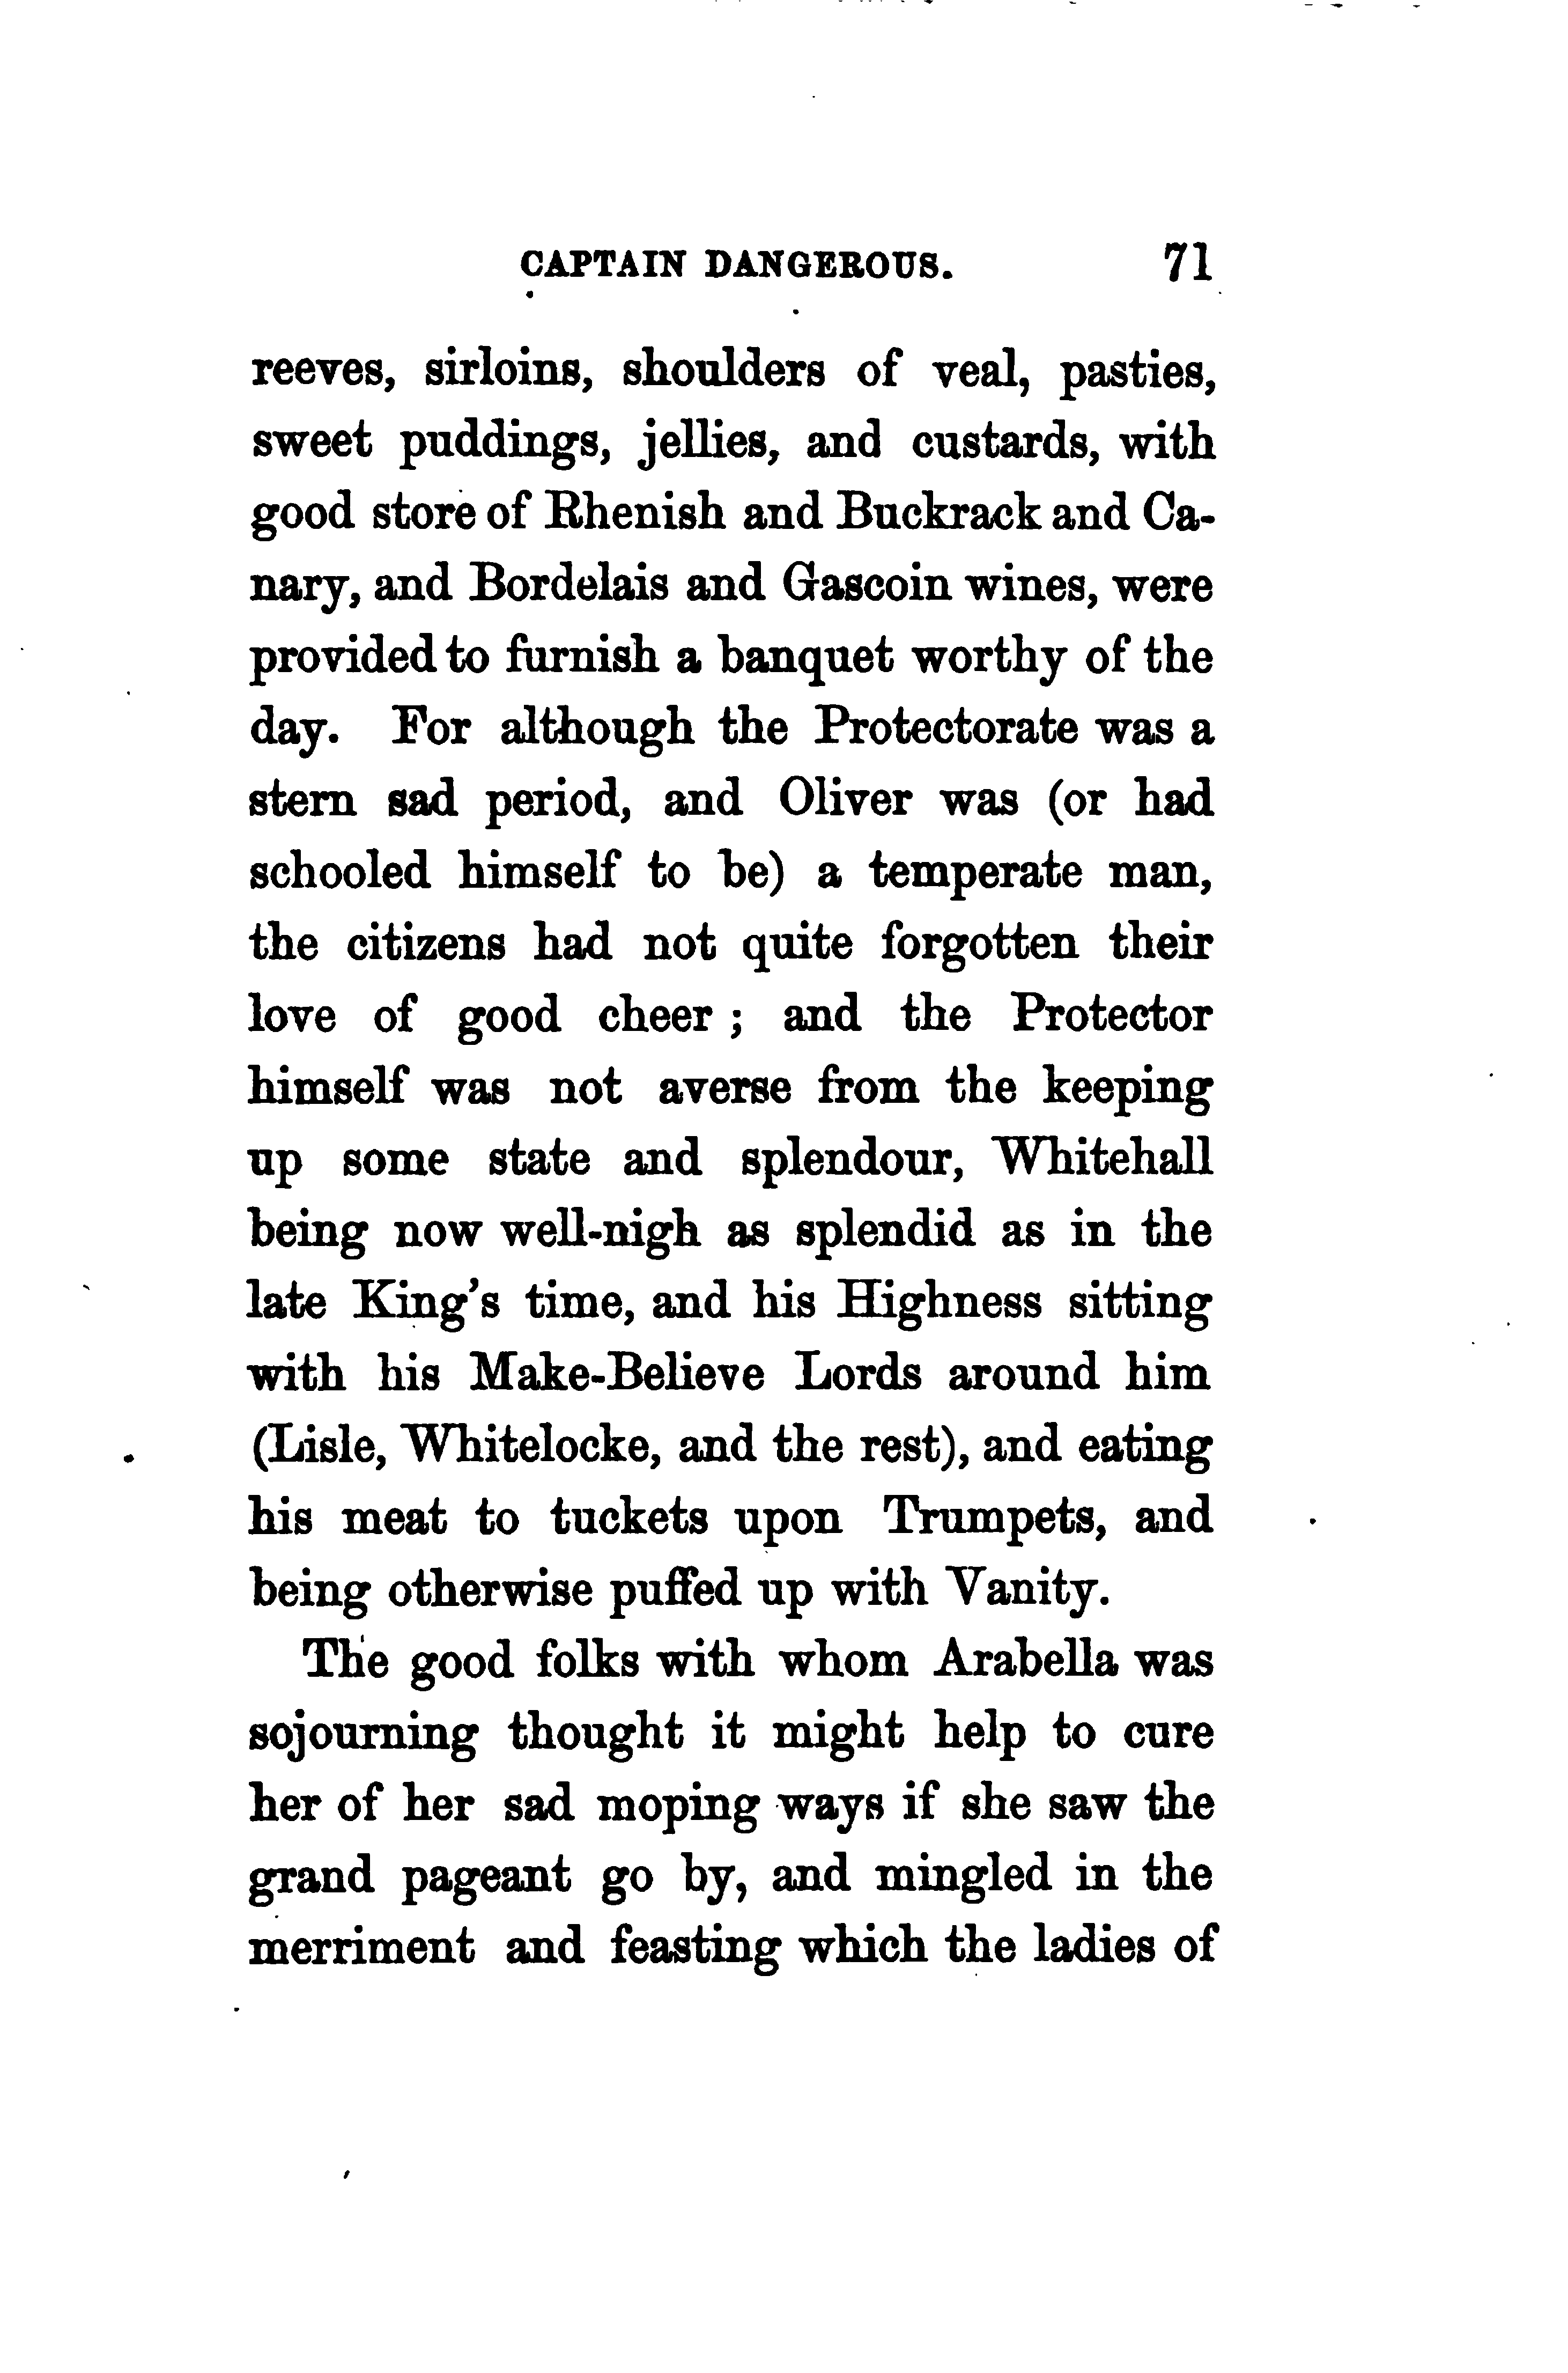 CAPTAIN DANGEROUS. 71
reeves, sirloins, shoulders of veal, pasties,
sweet puddings, jellies, and custards, with
good store of Rhenish and Buckrack and Ca-
nary, and Bordelais and Gascoin wines, were
provided to furnish a banquet worthy of the
day. For although the Protectorate was a
stern sad period, and Oliver was (or had
schooled himself to be) a temperate man,
the citizens had not quite forgotten their
love of good cheer ; and the Protector
himself was not averse from the keeping
up some state and splendour, Whitehall
being now well-nigh as splendid as in the
late King's time, and his Highness sitting
with his Make-Believe Lords around him
(Lisle, Whitelocke, and the rest), and eating
his meat to tuckets upon Trumpets, and
being otherwise puffed up with Vanity.
The good folks with whom Arabella was
sojourning thought it might help to cure
her of her sad moping ways if she saw the
grand pageant go by, and mingled in the
merriment and feasting which the ladies of